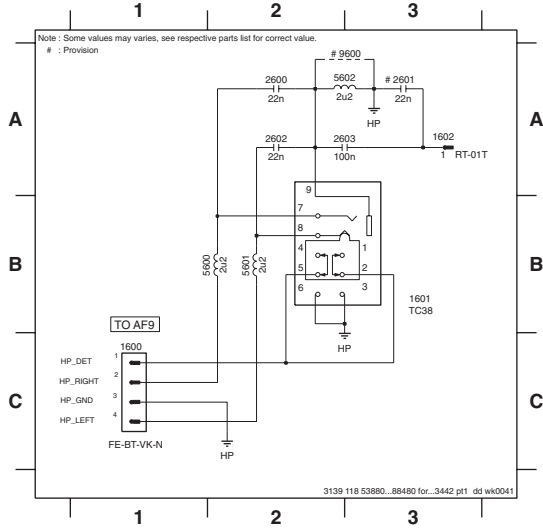 1 2 3
Note : Some values may varies, see respective parts list for correct value.
# : Provision
# 9600
2600 5602 # 2601
22n 2u2 22n
A A
HP
2602 2603 1602
22n 100n 1 RT-01T
9
7
8
4 1
B B
5600 2u2 5601 2u2
5 2
6 3
1601
TC38
TO AF9
HP
1600
HP_DET 1
HP_RIGHT 2
C C
HP_GND 3
HP_LEFT 4
FE-BT-VK-N HP
3139 118 53880...88480 for...3442 pt1 dd wk0041
1 2 3